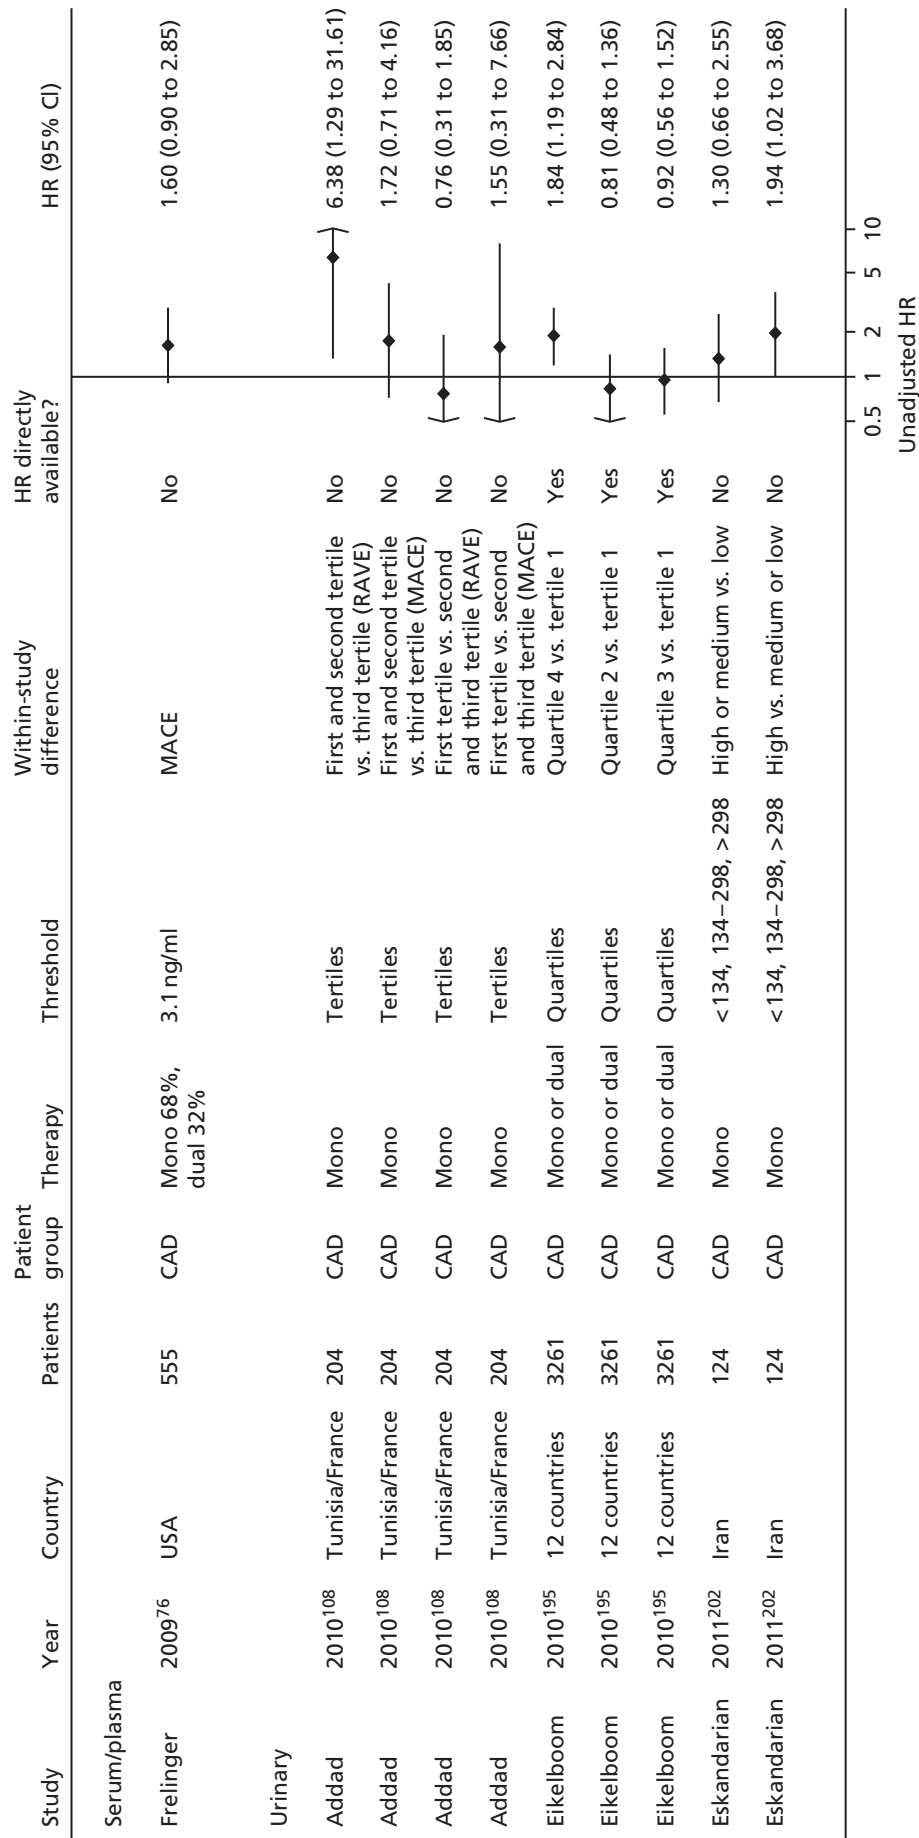 Study Year Country Patients Patient group Therapy Threshold Within-study difference HR directly available? HR (95% CI)
Serum/plasma
Frelinger 2009⁷⁶ USA 555 CAD Mono 68%, dual 32% 3.1 ng/ml MACE No 1.60 (0.90 to 2.85)
Urinary
Addad 2010¹⁰⁸ Tunisia/France 204 CAD Mono Tertiles First and second tertile vs. third tertile (RAVE) No 6.38 (1.29 to 31.61)
Addad 2010¹⁰⁸ Tunisia/France 204 CAD Mono Tertiles First and second tertile vs. third tertile (MACE) No 1.72 (0.71 to 4.16)
Addad 2010¹⁰⁸ Tunisia/France 204 CAD Mono Tertiles First tertile vs. second and third tertile (RAVE) No 0.76 (0.31 to 1.85)
Addad 2010¹⁰⁸ Tunisia/France 204 CAD Mono Tertiles First tertile vs. second and third tertile (MACE) No 1.55 (0.31 to 7.66)
Eikelboom 2010¹⁹⁵ 12 countries 3261 CAD Mono or dual Quartiles Quartile 4 vs. tertile 1 Yes 1.84 (1.19 to 2.84)
Eikelboom 2010¹⁹⁵ 12 countries 3261 CAD Mono or dual Quartiles Quartile 2 vs. tertile 1 Yes 0.81 (0.48 to 1.36)
Eikelboom 2010¹⁹⁵ 12 countries 3261 CAD Mono or dual Quartiles Quartile 3 vs. tertile 1 Yes 0.92 (0.56 to 1.52)
Eskandarian 2011²⁰² Iran 124 CAD Mono <134, 134–298, >298 High or medium vs. low No 1.30 (0.66 to 2.55)
Eskandarian 2011²⁰² Iran 124 CAD Mono <134, 134–298, >298 High vs. medium or low No 1.94 (1.02 to 3.68)
0.5 1 2 5 10
Unadjusted HR